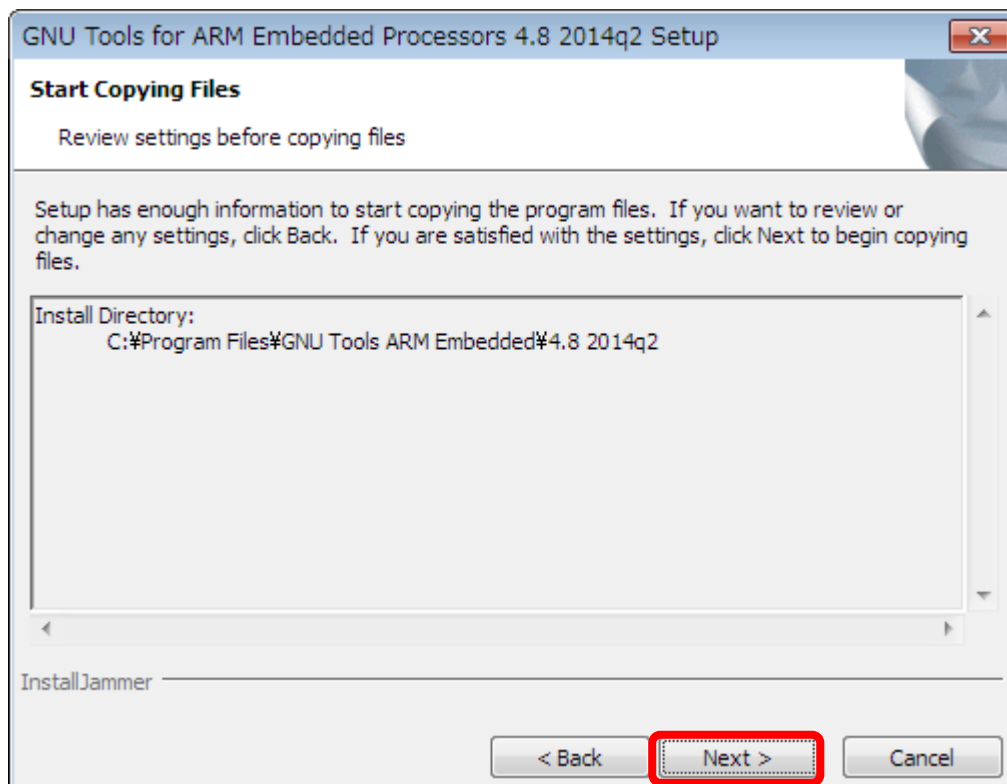 GNU Tools for ARM Embedded Processors 4.8 2014q2 Setup
Start Copying Files
Review settings before copying files
Setup has enough information to start copying the program files.  If you want to review or
change any settings, click Back.  If you are satisfied with the settings, click Next to begin copying
files.
Install Directory:
C:¥Program Files¥GNU Tools ARM Embedded¥4.8 2014q2
InstallJammer
< Back Next > Cancel